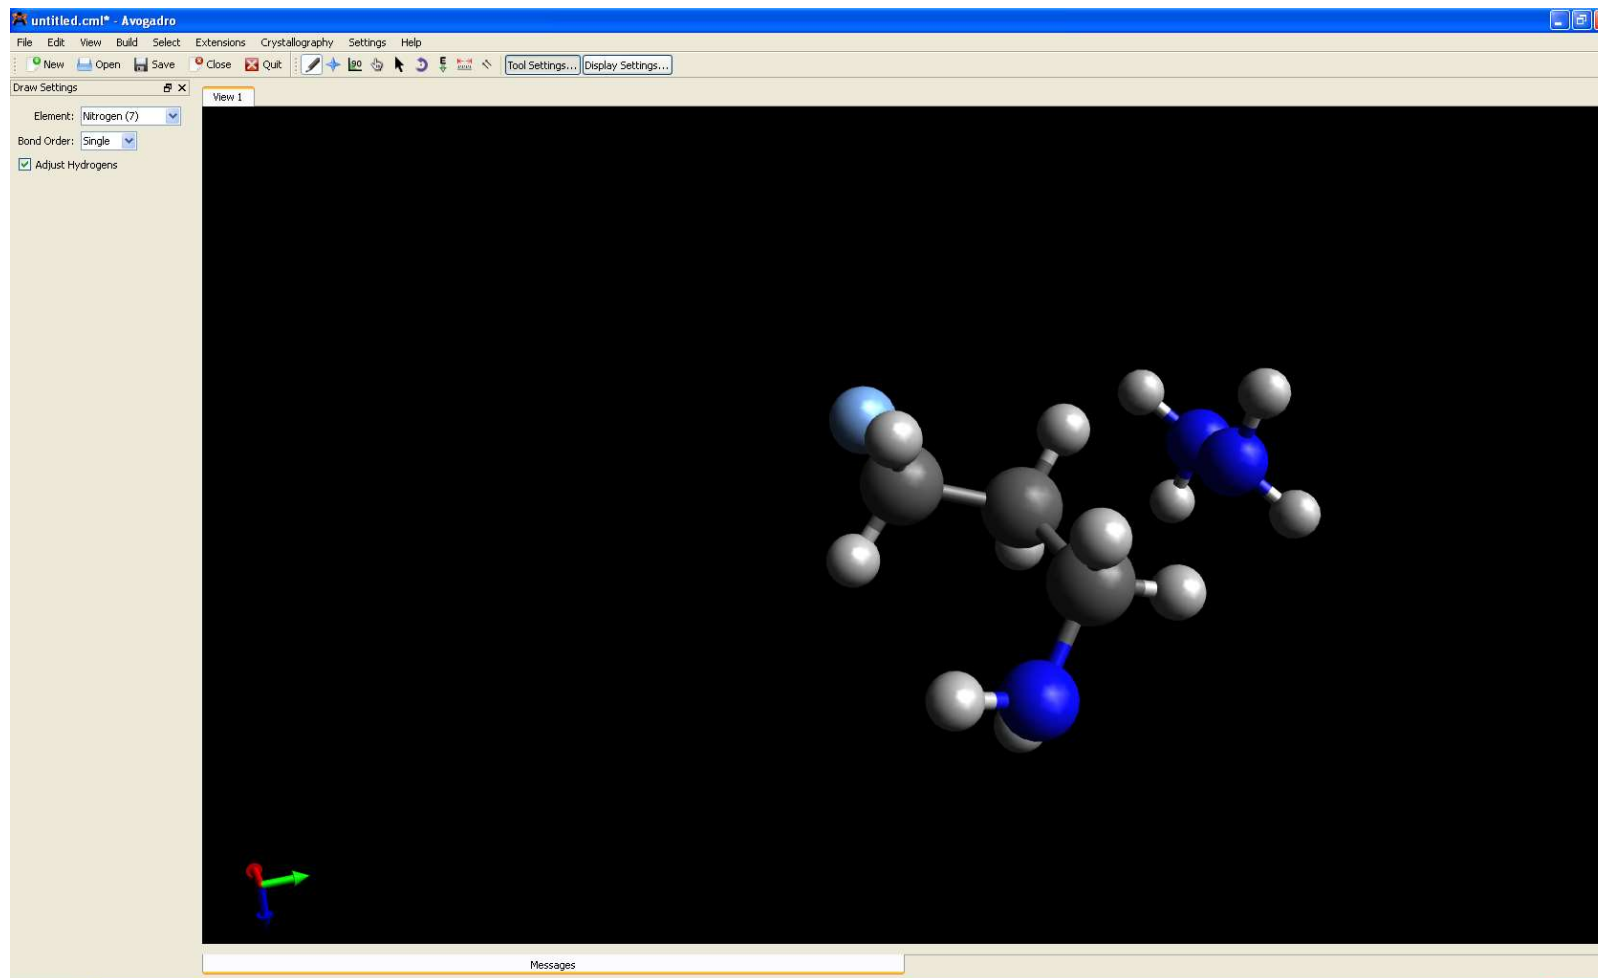 untitled.cml* - Avogadro
File Edit View Build Select Extensions Crystallography Settings Help
New Open Save Close Quit 90 E Tool Settings... Display Settings...
Draw Settings
View 1
Element: Nitrogen (7)
Bond Order: Single
Adjust Hydrogens
Messages